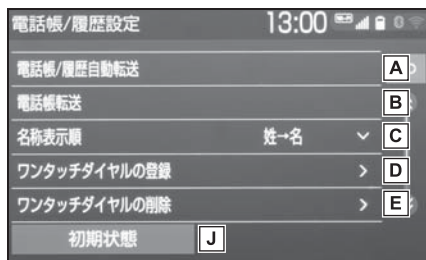 電話帳/履歴設定 13:00
電話帳/履歴自動転送 A
電話帳転送 B
名称表示順 姓→名 C
ワンタッチダイヤルの登録 D
ワンタッチダイヤルの削除 E
初期状態 J